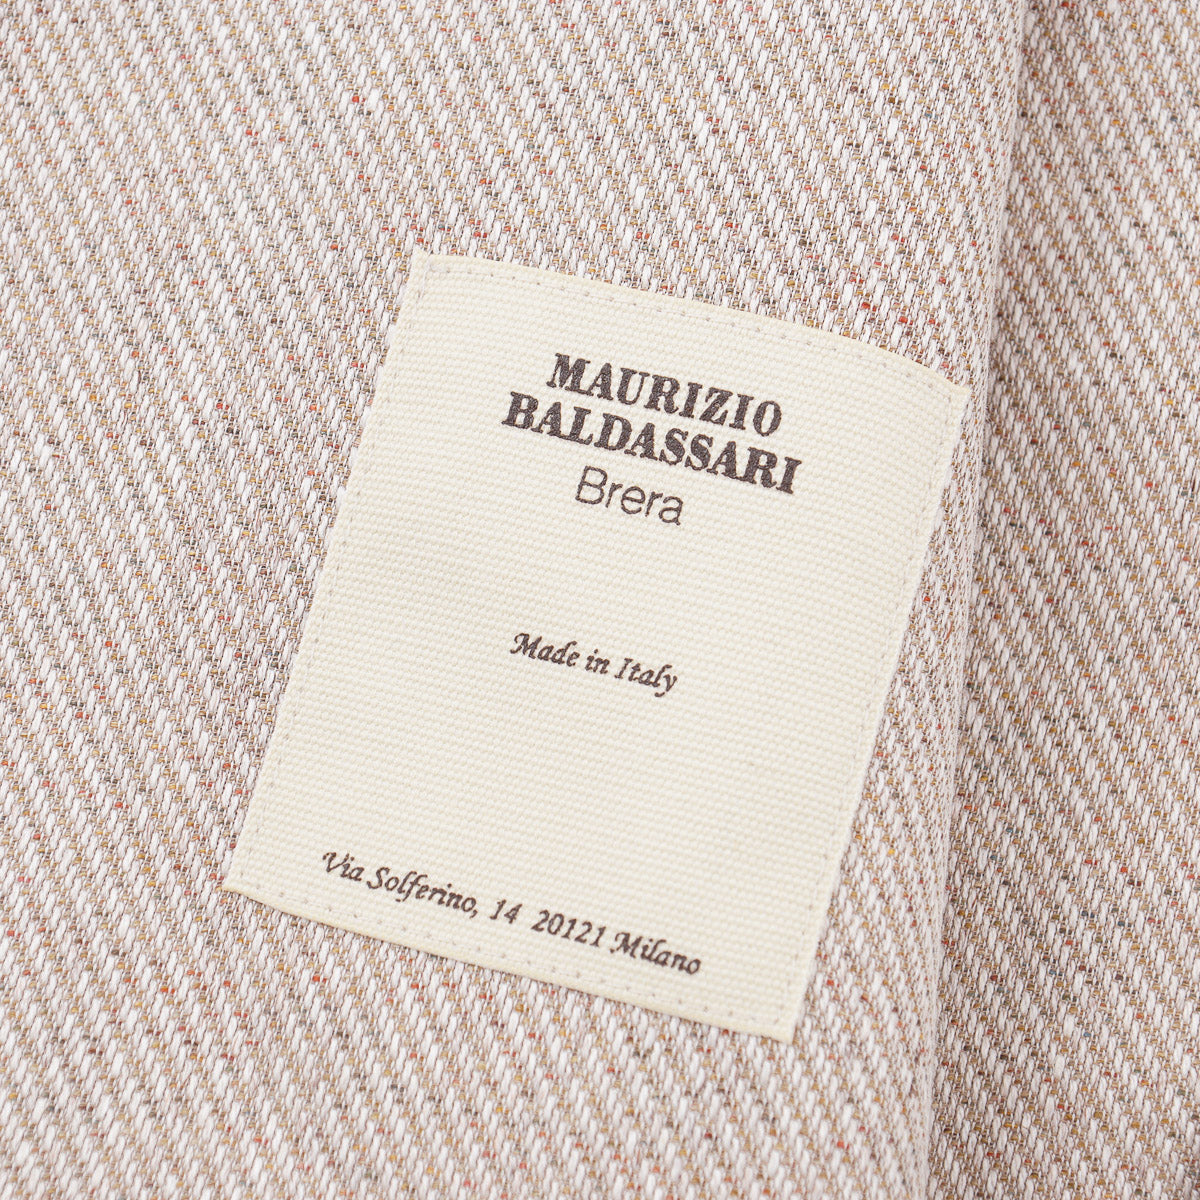 MAURIZIO
BALDASSARI
Brera
Made in Italy
Via Solferino, 14 20121 Milano